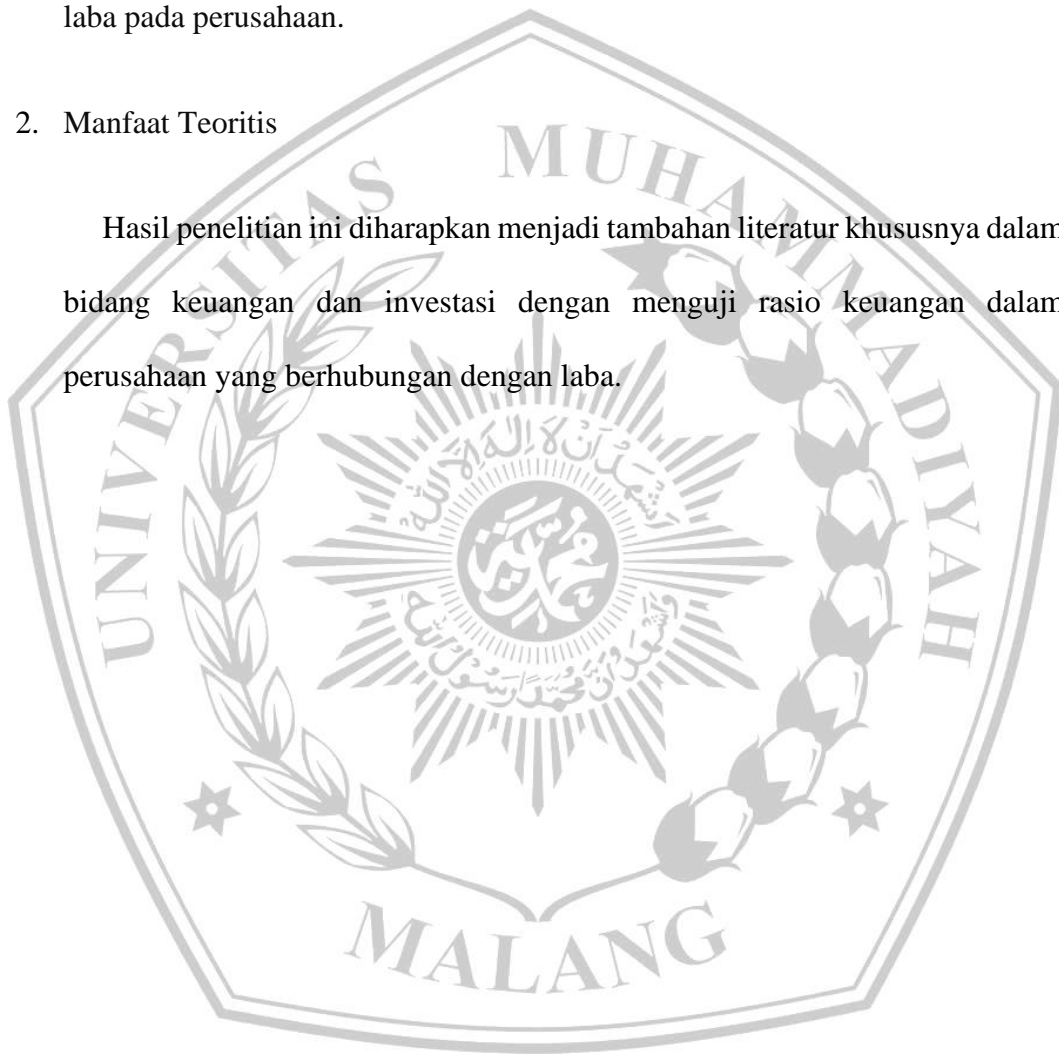 laba pada perusahaan.
2. Manfaat Teoritis
Hasil penelitian ini diharapkan menjadi tambahan literatur khususnya dalam
bidang keuangan dan investasi dengan menguji rasio keuangan dalam
perusahaan yang berhubungan dengan laba.
UNIVERSITAS MUHAMMADIYAH
MALANG